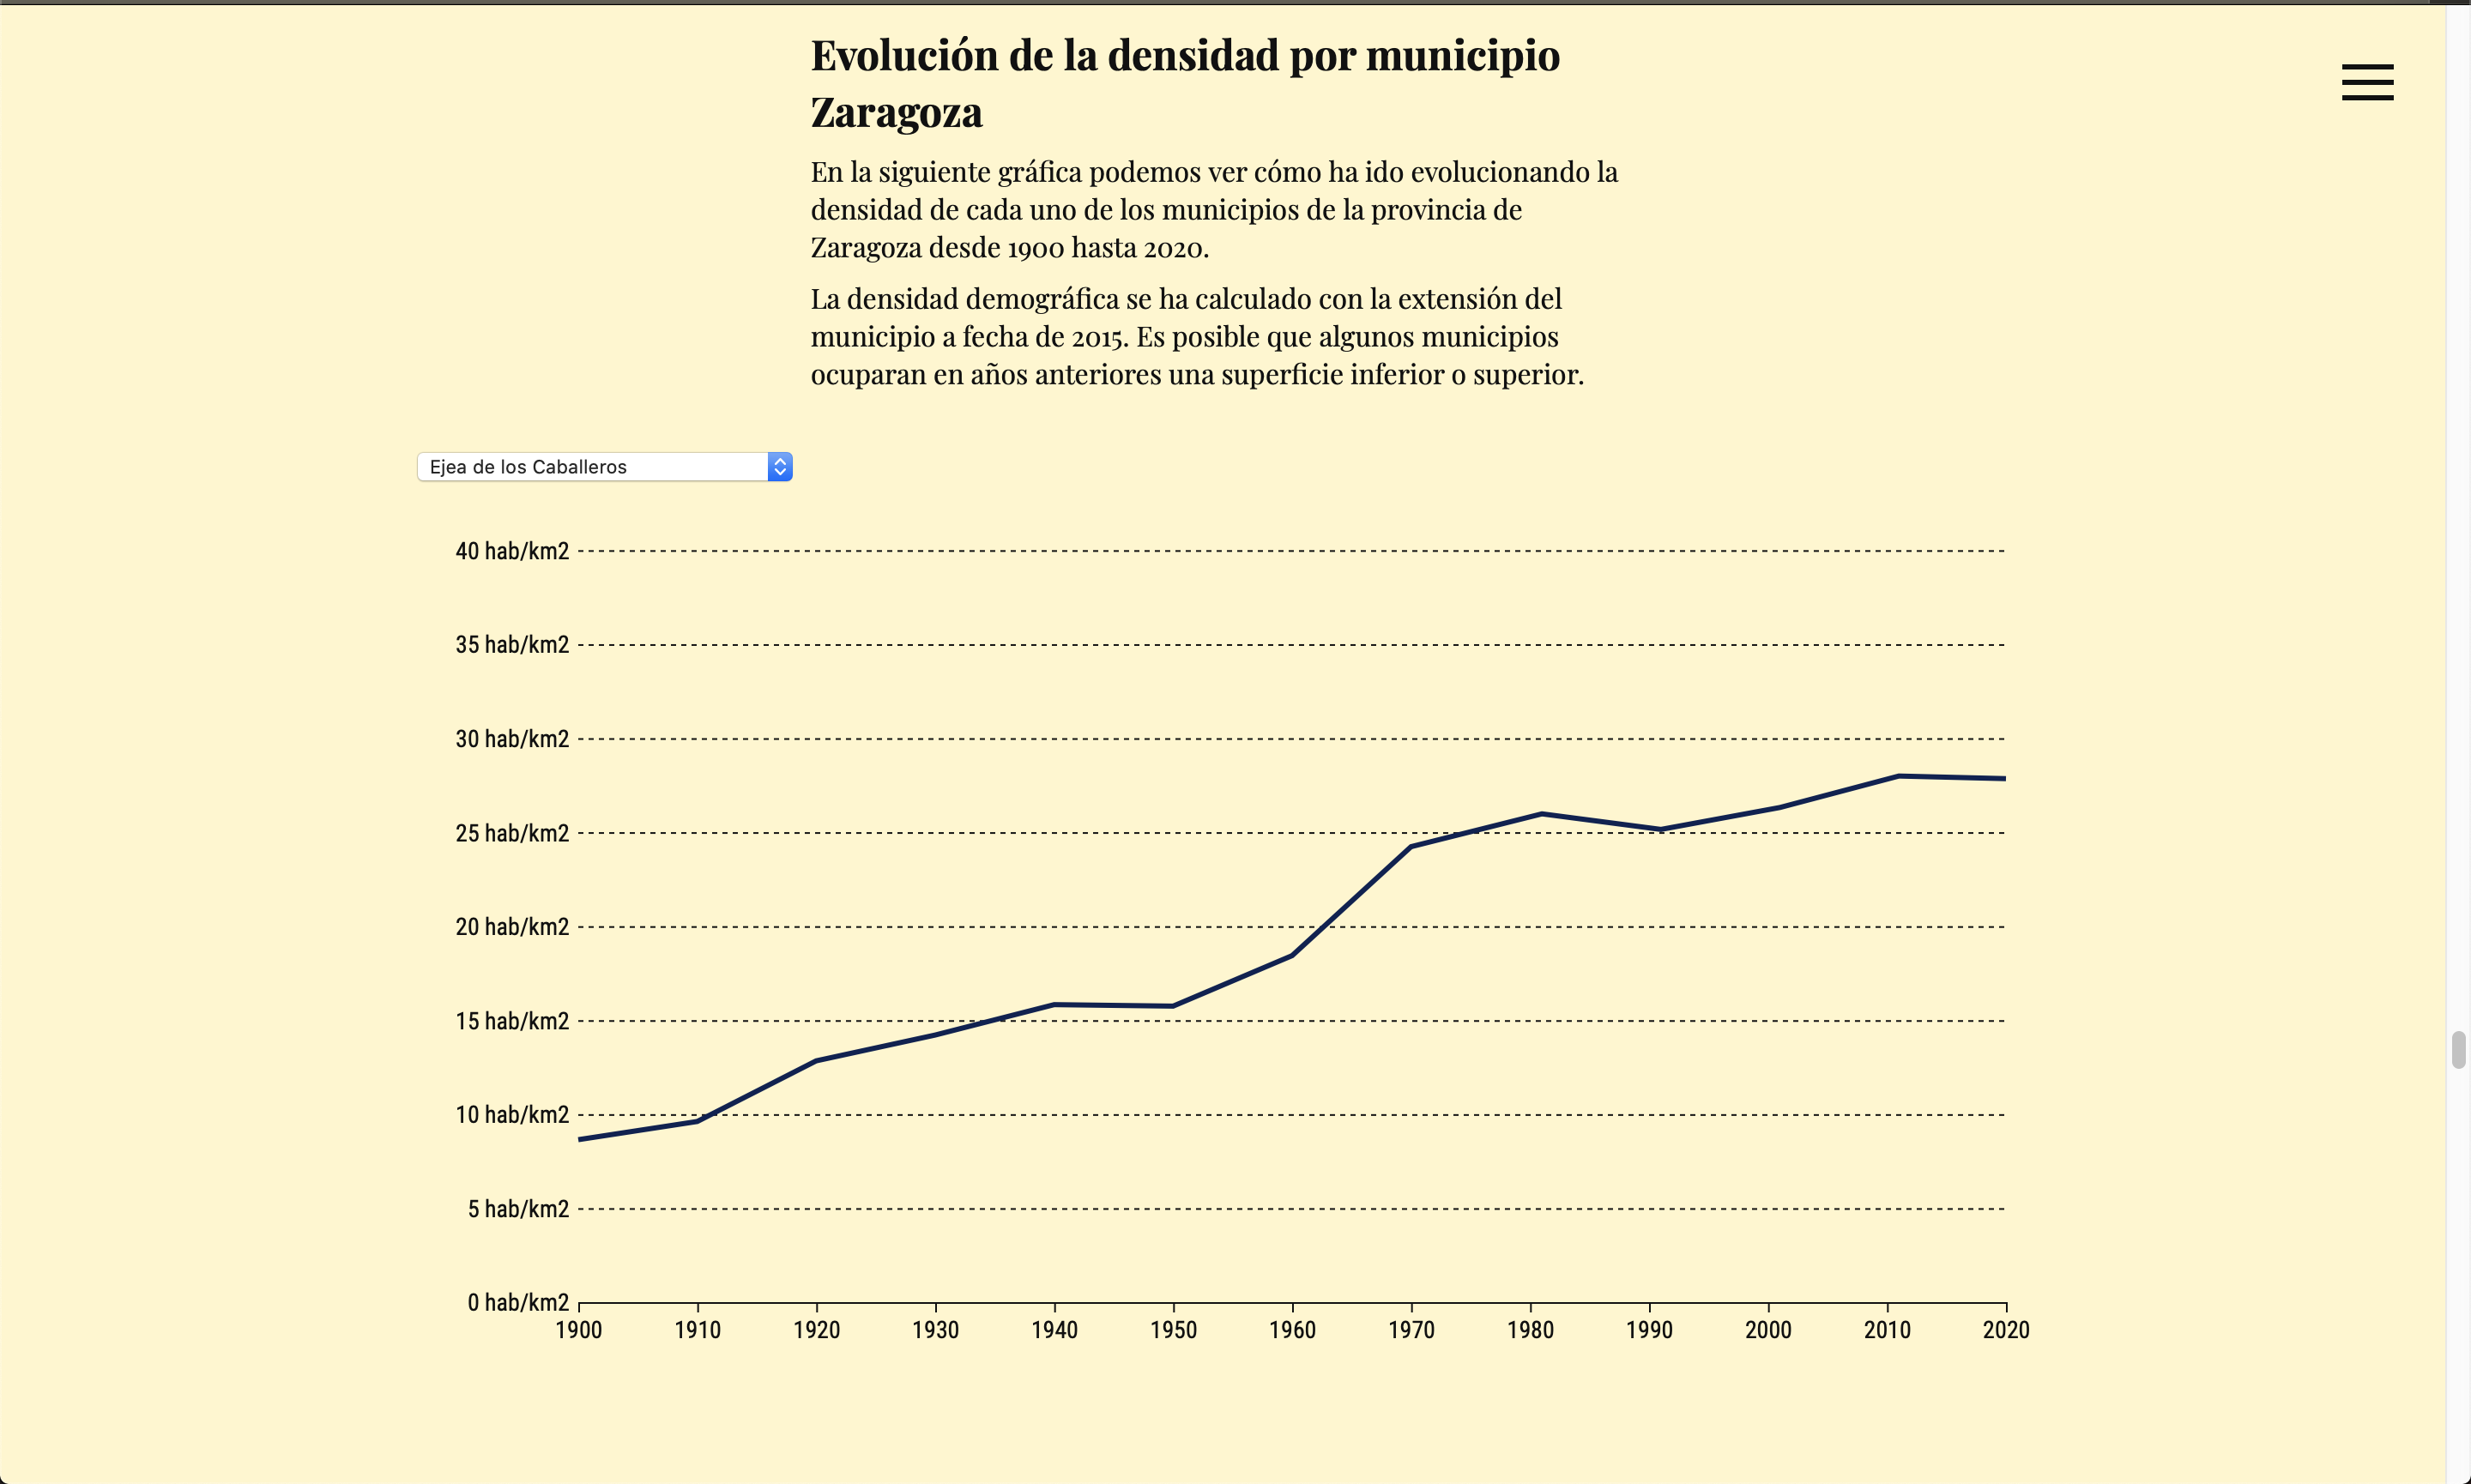 Evolución de la densidad por municipio
Zaragoza
En la siguiente gráfica podemos ver cómo ha ido evolucionando la
densidad de cada uno de los municipios de la provincia de
Zaragoza desde 1900 hasta 2020.
La densidad demográfica se ha calculado con la extensión del
municipio a fecha de 2015. Es posible que algunos municipios
ocuparan en años anteriores una superficie inferior o superior.
Ejea de los Caballeros
40 hab/km2
35 hab/km2
30 hab/km2
25 hab/km2
20 hab/km2
15 hab/km2
10 hab/km2
5 hab/km2
0 hab/km2
1900 1910 1920 1930 1940 1950 1960 1970 1980 1990 2000 2010 2020